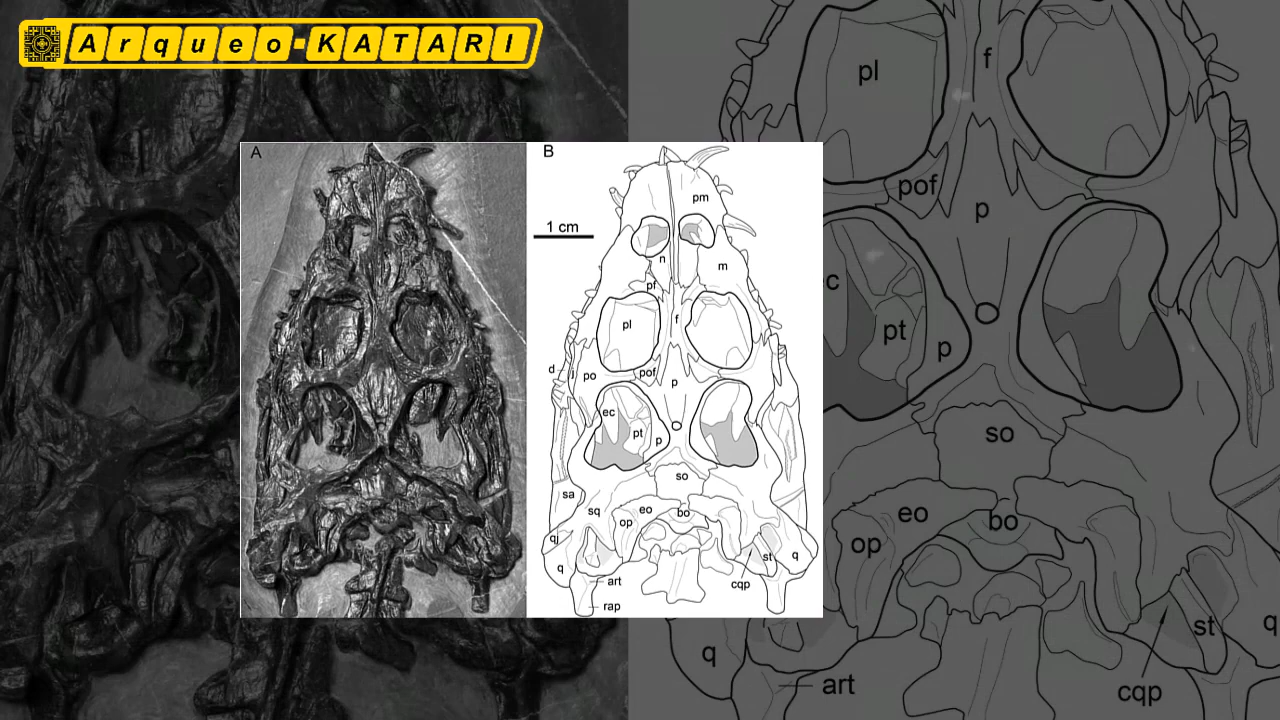 Arqueo-KATARI
A
B
1 cm
pm
n
m
pf
pl
f
d
j
po
pof
p
ec
pt
p
so
sa
sq
eo
bo
op
qj
q
st
q
art
cqp
rap
pl
f
pof
p
c
pt
p
so
eo
bo
op
st
q
q
art
cqp